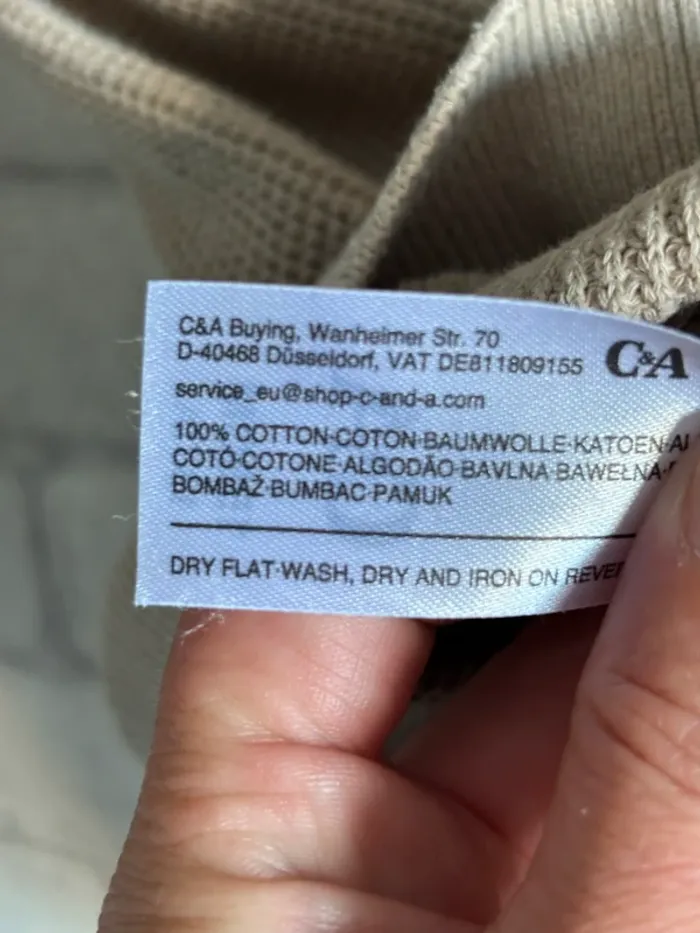 C&A Buying, Wanheimer Str. 70
D-40468 Düsseldorf, VAT DE811809155
C&A
service_eu@shop-c-and-a.com
100% COTTON·COTON·BAUMWOLLE·KATOEN·
COTÓ·COTONE·ALGODÃO·BAVLNA·BAWEŁNA·
BOMBAŽ·BUMBAC·PAMUK
DRY FLAT·WASH, DRY AND IRON ON